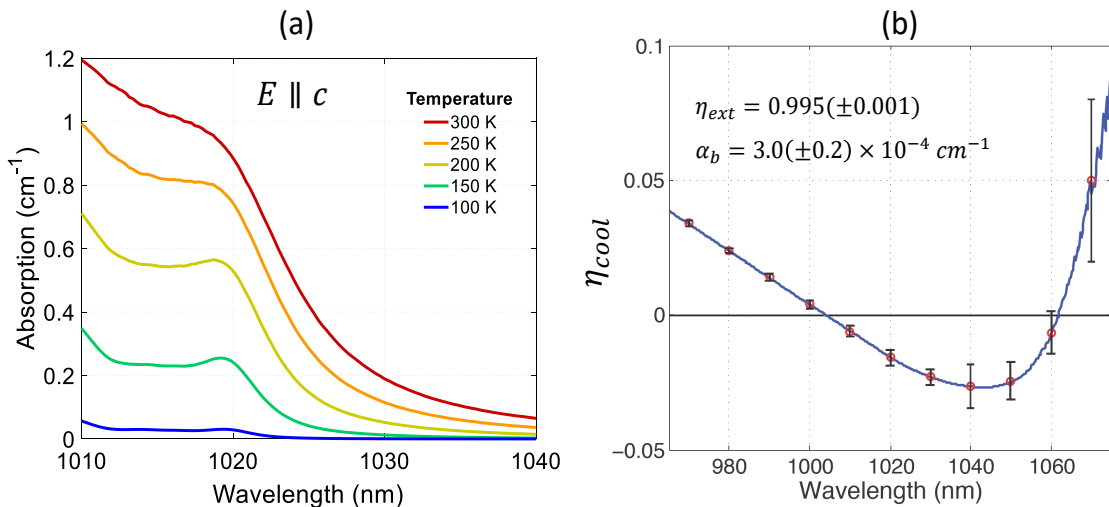 (a)
1.2
1
0.8
0.6
0.4
0.2
0
Absorption (cm⁻¹)
E ∥ c
Temperature
300 K
250 K
200 K
150 K
100 K
1010 1020 1030 1040
Wavelength (nm)
(b)
0.1
0.05
0
−0.05
η_cool
η_ext = 0.995(±0.001)
α_b = 3.0(±0.2) × 10⁻⁴ cm⁻¹
980 1000 1020 1040 1060
Wavelength (nm)